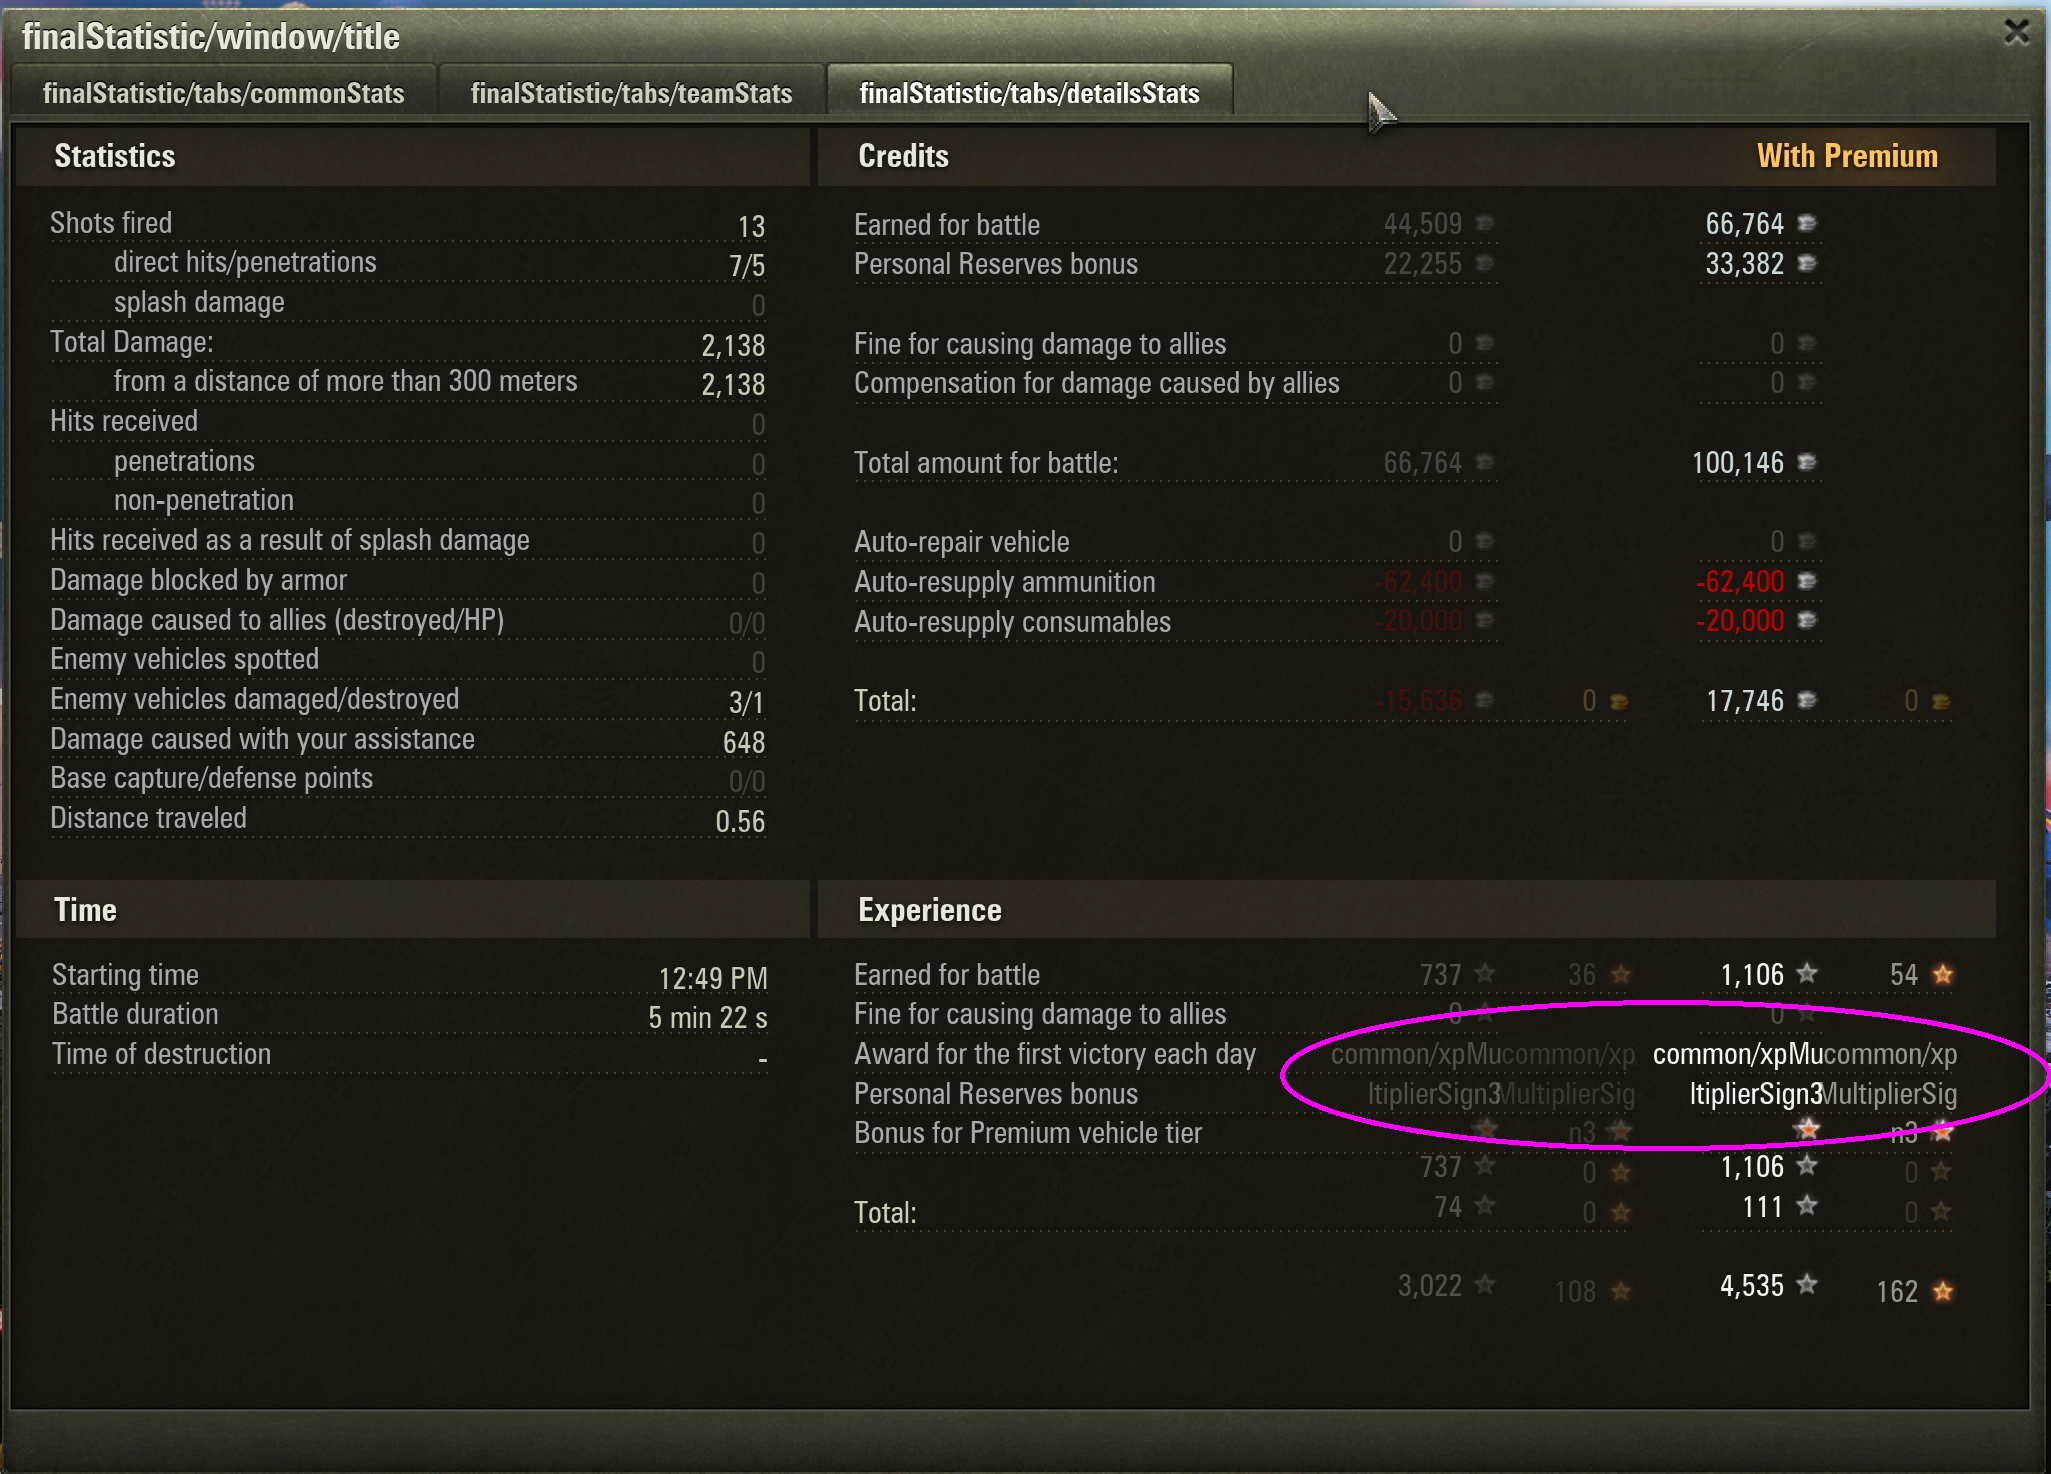 finalStatistic/window/title
finalStatistic/tabs/commonStats finalStatistic/tabs/teamStats finalStatistic/tabs/detailsStats
Statistics
Shots fired 13
direct hits/penetrations 7/5
splash damage 0
Total Damage: 2,138
from a distance of more than 300 meters 2,138
Hits received 0
penetrations 0
non-penetration 0
Hits received as a result of splash damage 0
Damage blocked by armor 0
Damage caused to allies (destroyed/HP) 0/0
Enemy vehicles spotted 0
Enemy vehicles damaged/destroyed 3/1
Damage caused with your assistance 648
Base capture/defense points 0/0
Distance traveled 0.56
Credits With Premium
Earned for battle 44,509 66,764
Personal Reserves bonus 22,255 33,382
Fine for causing damage to allies 0 0
Compensation for damage caused by allies 0 0
Total amount for battle: 66,764 100,146
Auto-repair vehicle 0 0
Auto-resupply ammunition -62,400 -62,400
Auto-resupply consumables -20,000 -20,000
Total: -15,636 0 17,746 0
Time
Starting time 12:49 PM
Battle duration 5 min 22 s
Time of destruction -
Experience
Earned for battle 737 36 1,106 54
Fine for causing damage to allies 0 0
Award for the first victory each day common/xpMu common/xp common/xpMu common/xp
Personal Reserves bonus ltiplierSign3 MultiplierSig ltiplierSign3 MultiplierSig
Bonus for Premium vehicle tier n3 n3
737 0 1,106 0
Total: 74 0 111 0
3,022 108 4,535 162